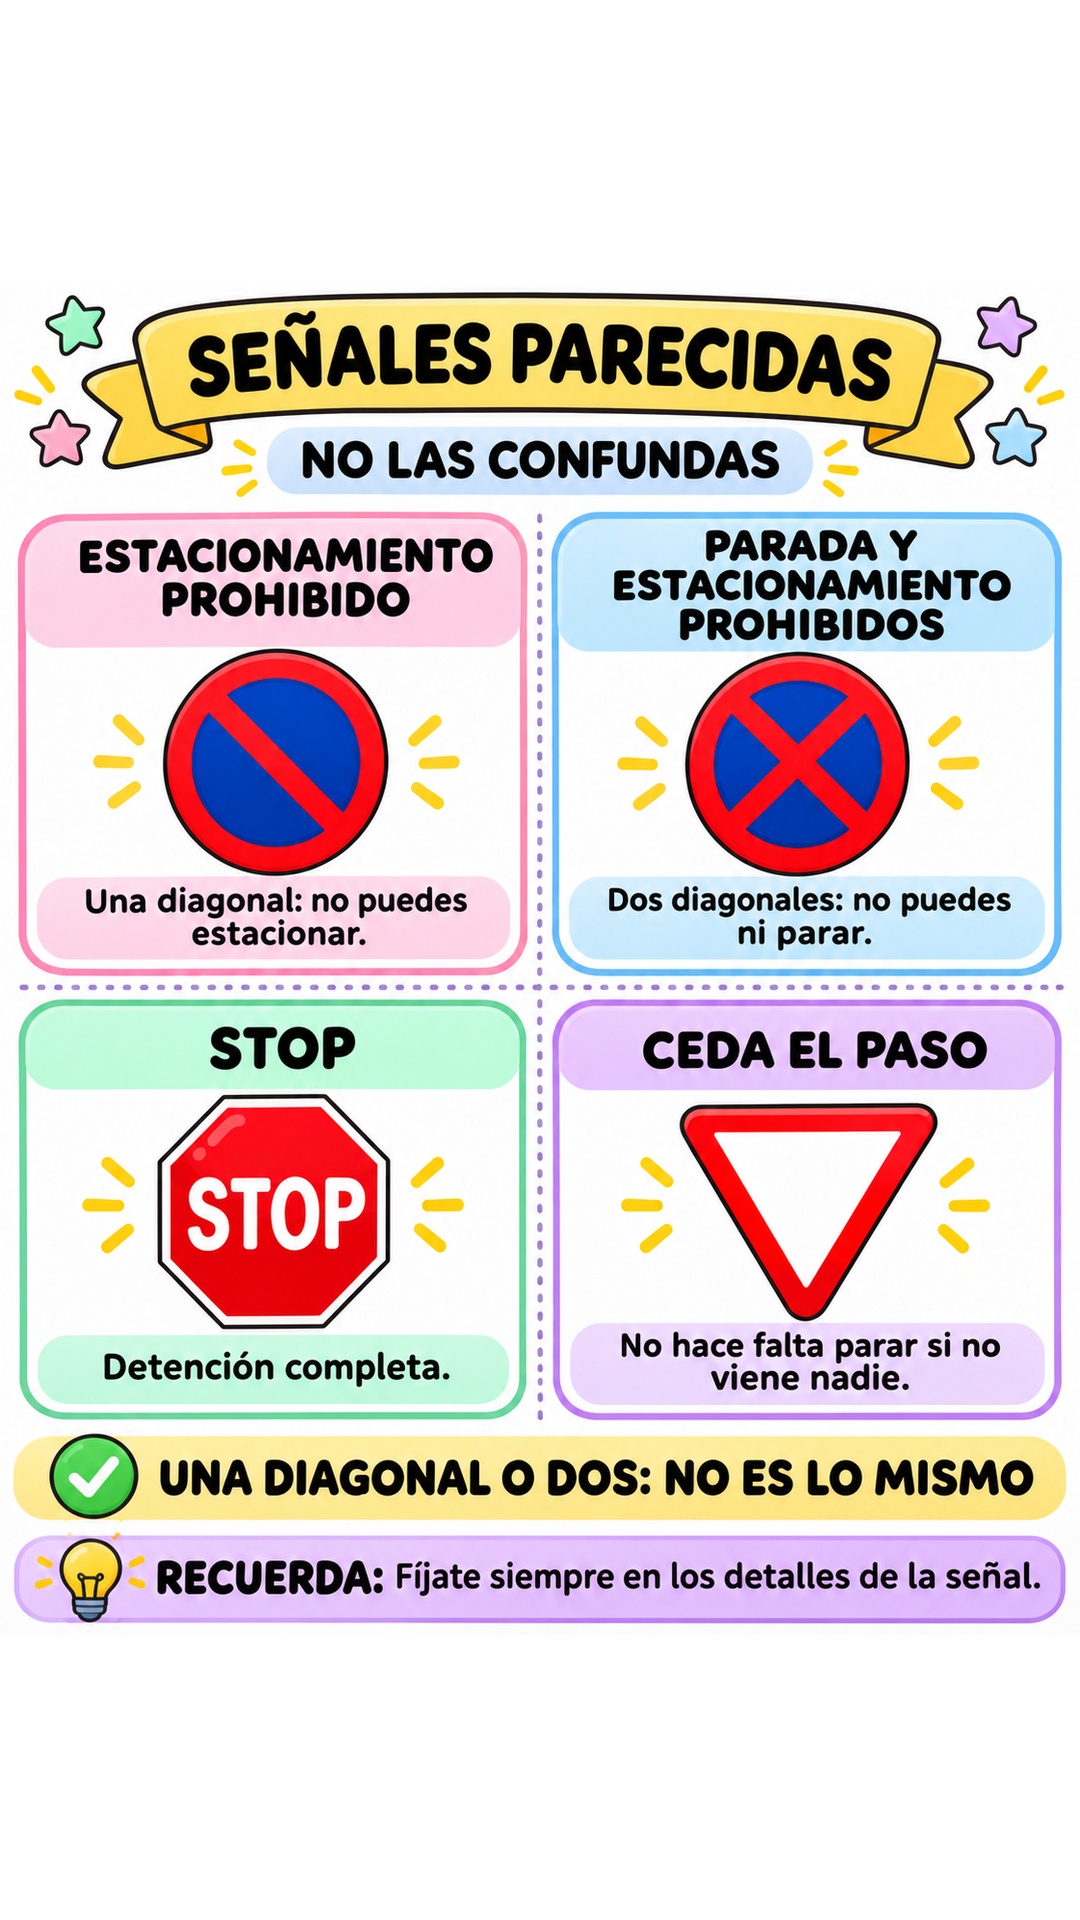 SEÑALES PARECIDAS
NO LAS CONFUNDAS
ESTACIONAMIENTO
PROHIBIDO
Una diagonal: no puedes
estacionar.
PARADA Y
ESTACIONAMIENTO
PROHIBIDOS
Dos diagonales: no puedes
ni parar.
STOP
STOP
Detención completa.
CEDA EL PASO
No hace falta parar si no
viene nadie.
UNA DIAGONAL O DOS: NO ES LO MISMO
RECUERDA: Fíjate siempre en los detalles de la señal.